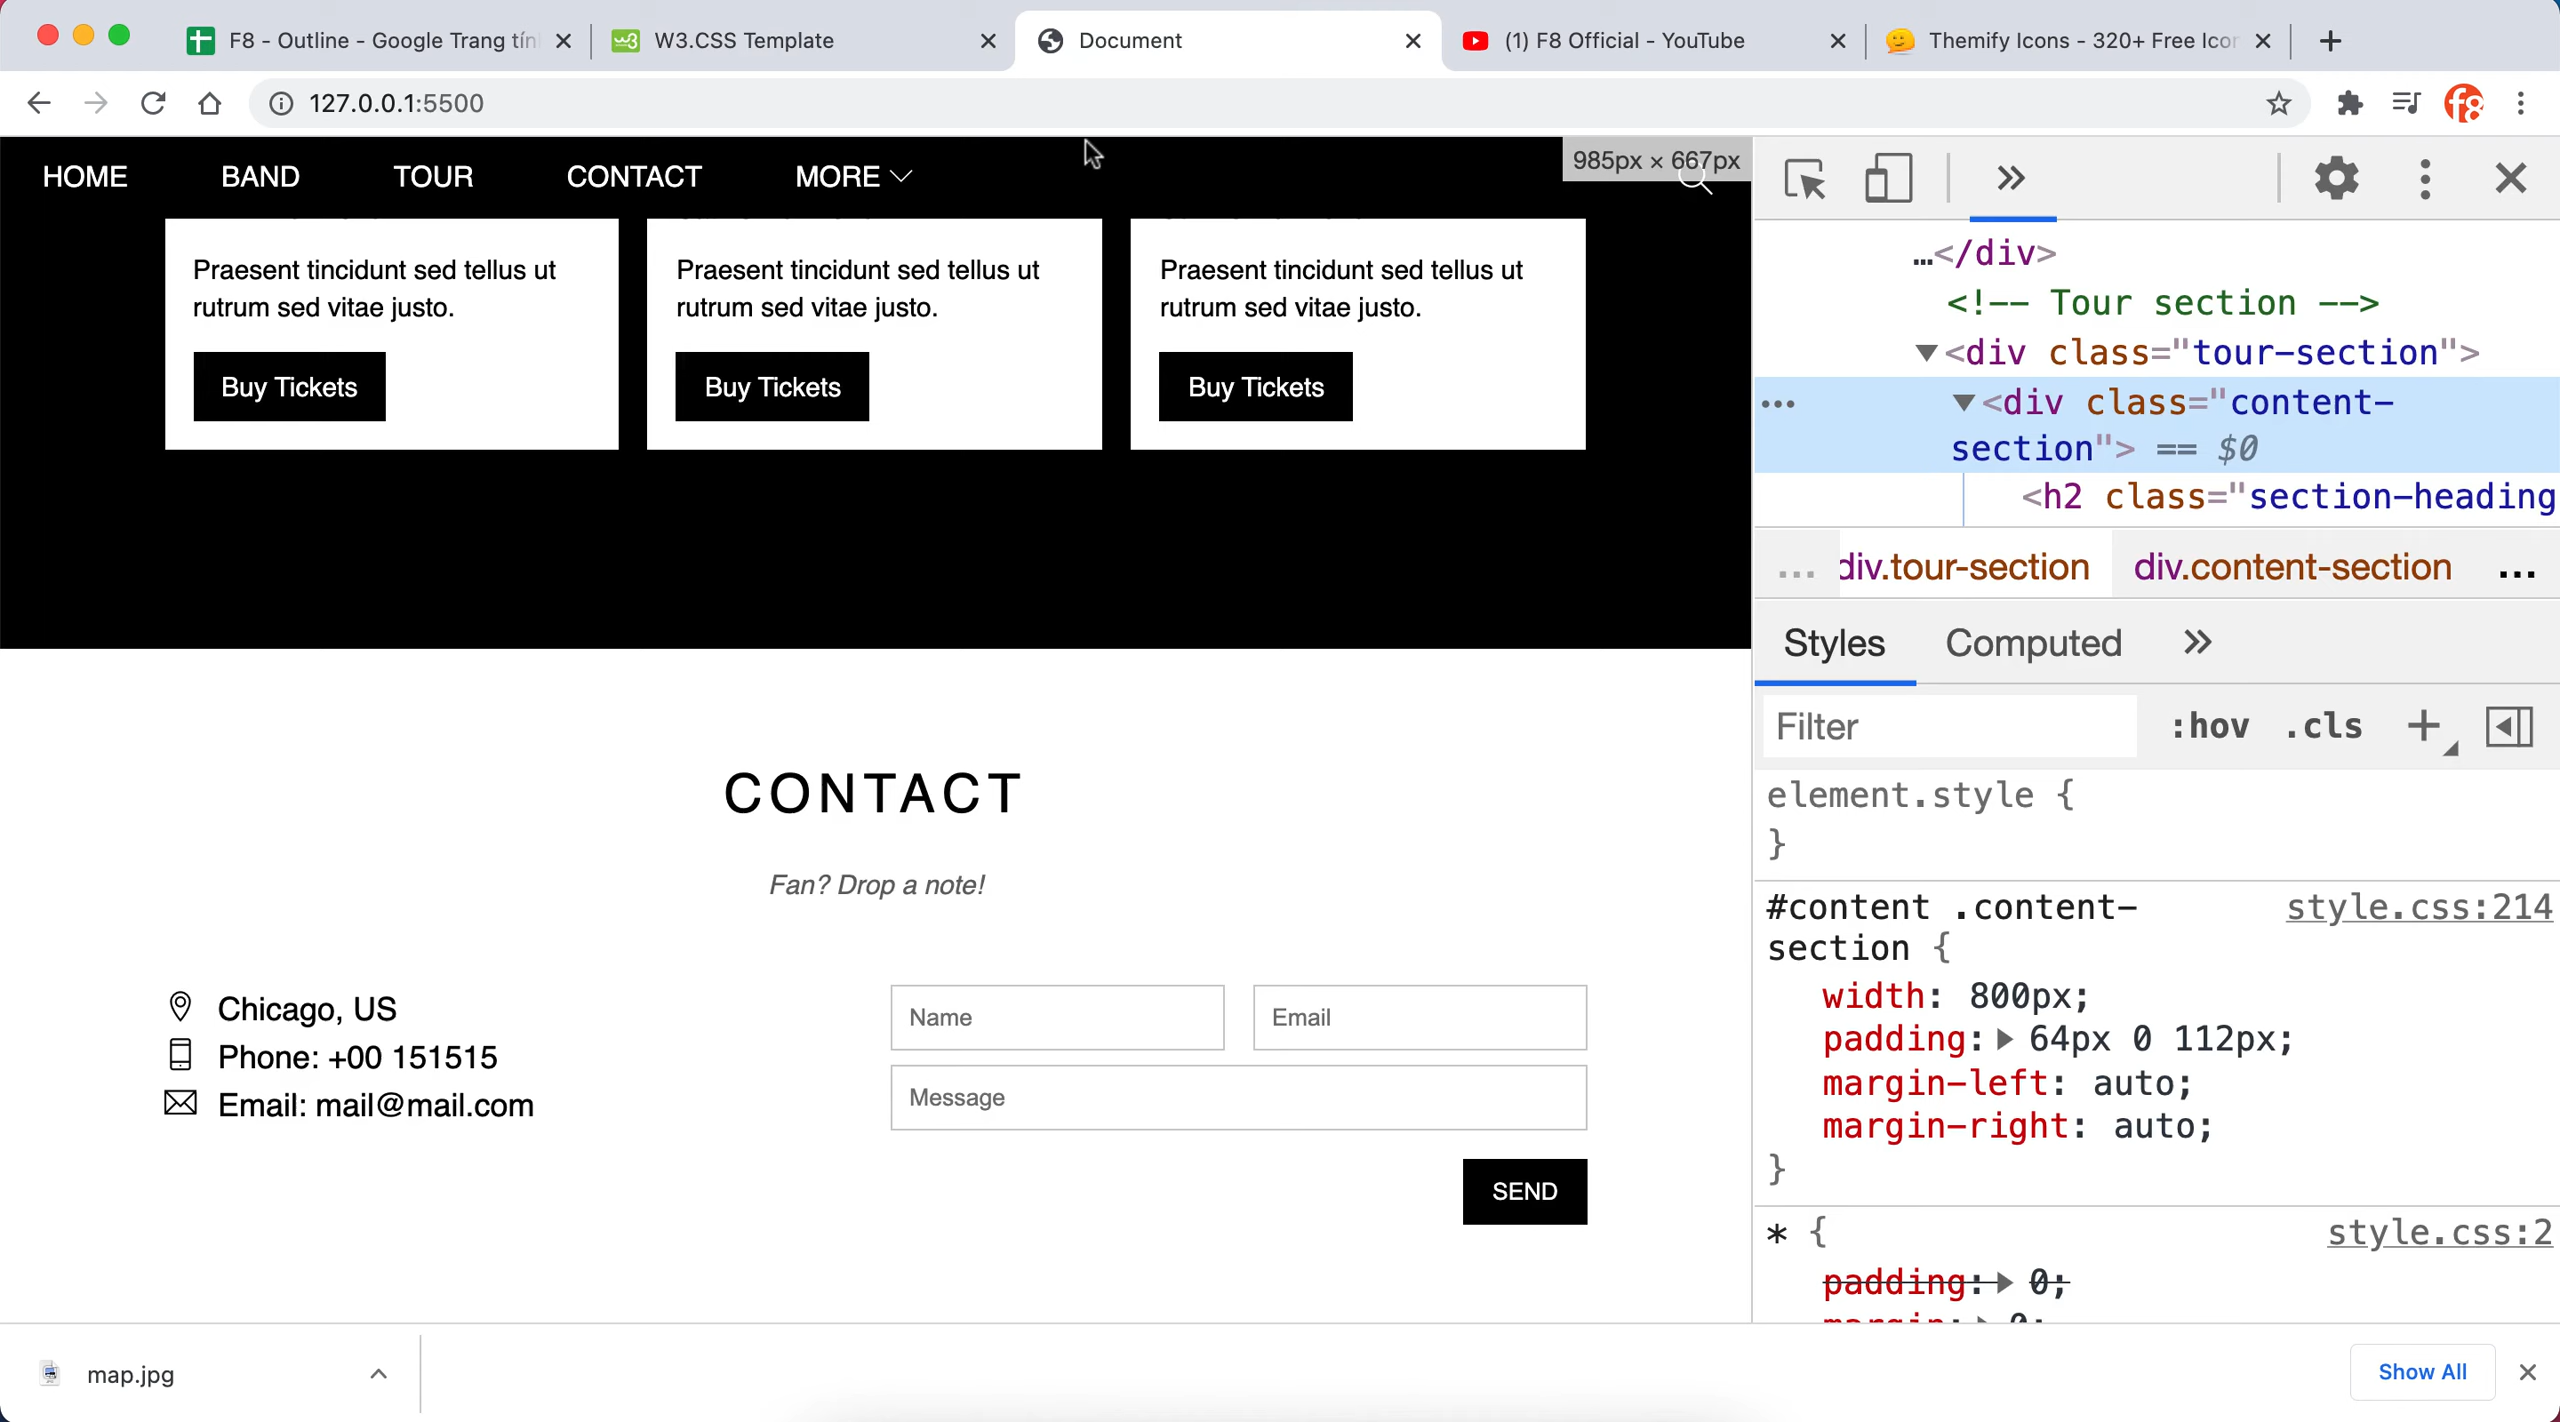 F8 - Outline - Google Trang tín
W3.CSS Template
Document
(1) F8 Official - YouTube
Themify Icons - 320+ Free Icon
127.0.0.1:5500
HOME
BAND
TOUR
CONTACT
MORE
985px × 667px
Praesent tincidunt sed tellus ut
rutrum sed vitae justo.
Buy Tickets
Praesent tincidunt sed tellus ut
rutrum sed vitae justo.
Buy Tickets
Praesent tincidunt sed tellus ut
rutrum sed vitae justo.
Buy Tickets
CONTACT
Fan? Drop a note!
Chicago, US
Phone: +00 151515
Email: mail@mail.com
Name
Email
Message
SEND
…</div>
<!-- Tour section -->
<div class="tour-section">
<div class="content-
section"> == $0
<h2 class="section-heading
... div.tour-section div.content-section ...
Styles
Computed
Filter
:hov
.cls
element.style {
}
#content .content-
section {
style.css:214
width: 800px;
padding: 64px 0 112px;
margin-left: auto;
margin-right: auto;
}
* {
style.css:2
padding: 0;
margin: 0;
map.jpg
Show All